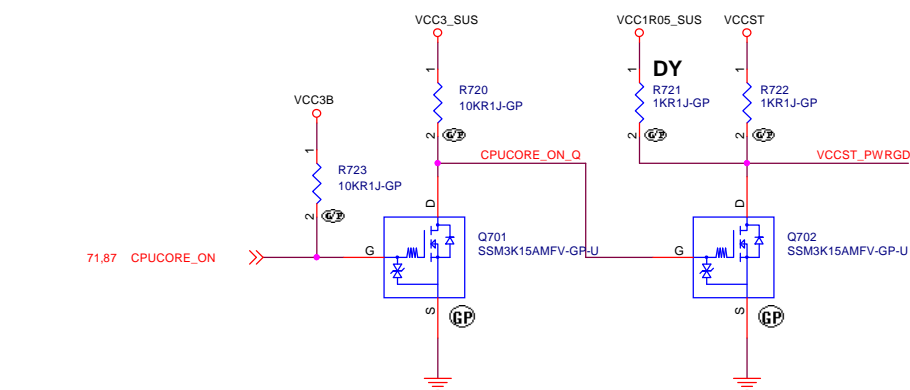 VCC3_SUS
VCC1R05_SUS
VCCST
1
R720
10KR1J-GP
2
G/P
1
DY
R721
1KR1J-GP
2
G/P
1
R722
1KR1J-GP
2
G/P
VCC3B
1
R723
10KR1J-GP
2
G/P
CPUCORE_ON_Q
VCCST_PWRGD
71,87 CPUCORE_ON
G
D
S
Q701
SSM3K15AMFV-GP-U
GP
G
D
S
Q702
SSM3K15AMFV-GP-U
GP